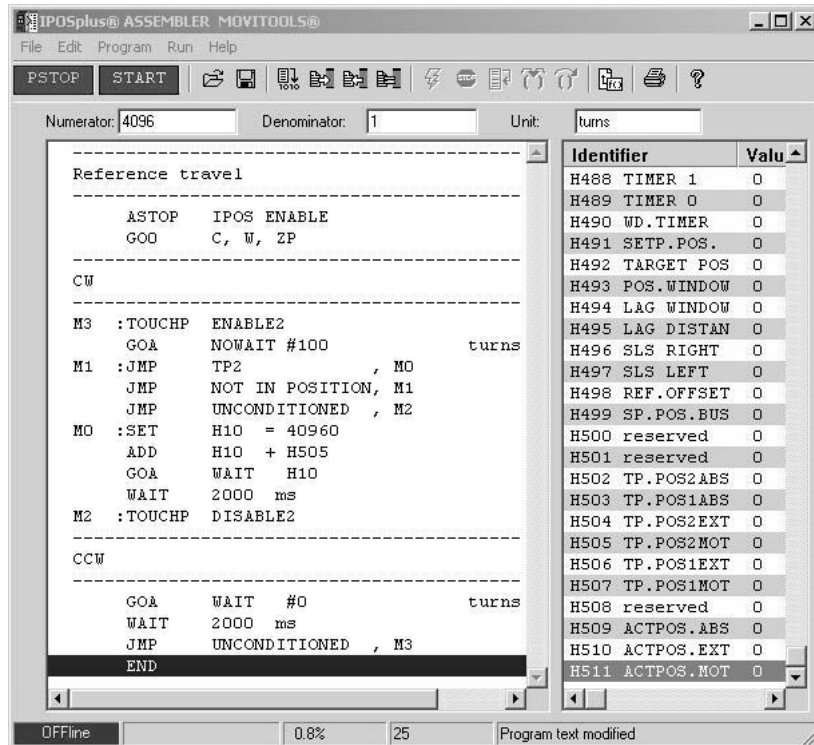 IPOSplus® ASSEMBLER MOVITOOLS®
File Edit Program Run Help
PSTOP START
Numerator: 4096 Denominator: 1 Unit: turns
Reference travel
ASTOP IPOS ENABLE
GO0 C, W, ZP
CW
M3 :TOUCHP ENABLE2
GOA NOWAIT #100 turns
M1 :JMP TP2 , M0
JMP NOT IN POSITION, M1
JMP UNCONDITIONED , M2
M0 :SET H10 = 40960
ADD H10 + H505
GOA WAIT H10
WAIT 2000 ms
M2 :TOUCHP DISABLE2
CCW
GOA WAIT #0 turns
WAIT 2000 ms
JMP UNCONDITIONED , M3
END
Identifier Valu
H488 TIMER 1 0
H489 TIMER 0 0
H490 WD.TIMER 0
H491 SETP.POS. 0
H492 TARGET POS 0
H493 POS.WINDOW 0
H494 LAG WINDOW 0
H495 LAG DISTAN 0
H496 SLS RIGHT 0
H497 SLS LEFT 0
H498 REF.OFFSET 0
H499 SP.POS.BUS 0
H500 reserved 0
H501 reserved 0
H502 TP.POS2ABS 0
H503 TP.POS1ABS 0
H504 TP.POS2EXT 0
H505 TP.POS2MOT 0
H506 TP.POS1EXT 0
H507 TP.POS1MOT 0
H508 reserved 0
H509 ACTPOS.ABS 0
H510 ACTPOS.EXT 0
H511 ACTPOS.MOT 0
OFFline 0.8% 25 Program text modified